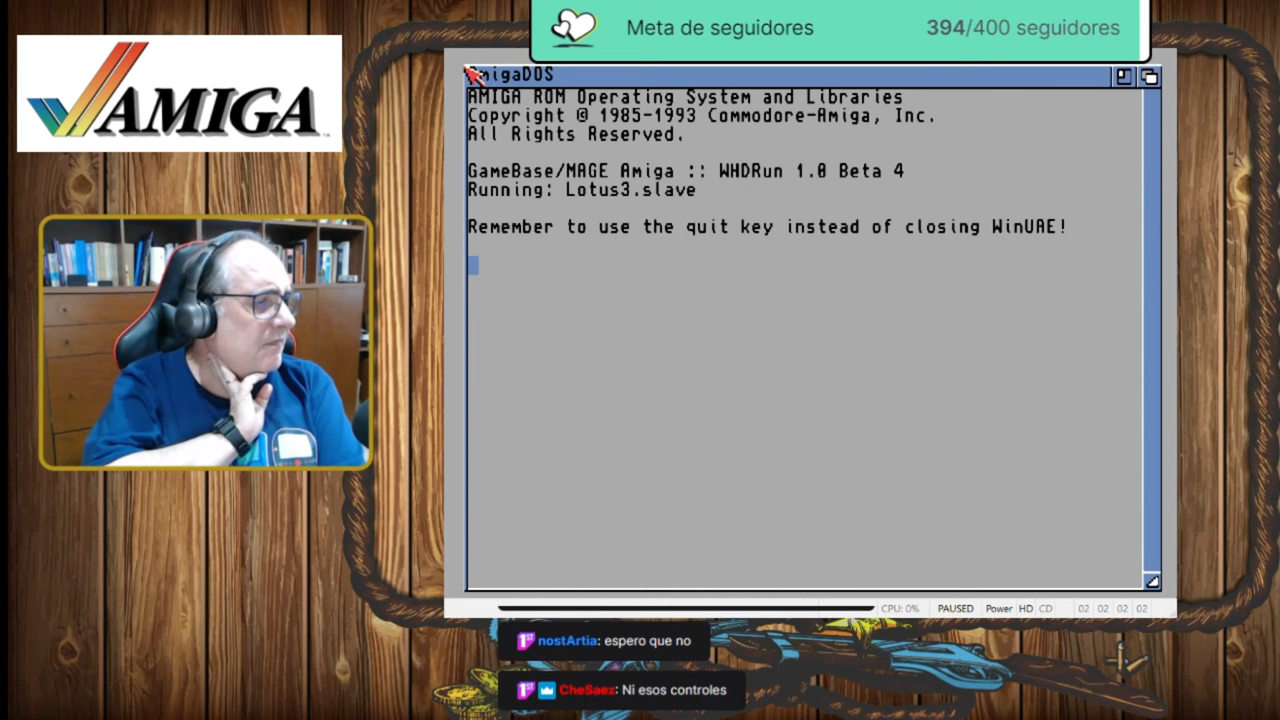 Meta de seguidores
394/400 seguidores
AMIGA
AmigaDOS
AMIGA ROM Operating System and Libraries
Copyright © 1985-1993 Commodore-Amiga, Inc.
All Rights Reserved.
GameBase/MAGE Amiga :: WHDRun 1.0 Beta 4
Running: Lotus3.slave
Remember to use the quit key instead of closing WinUAE!
CPU: 0% PAUSED Power HD CD 02 02 02 02
1ST nostArtia: espero que no
1ST CheSaez: Ni esos controles